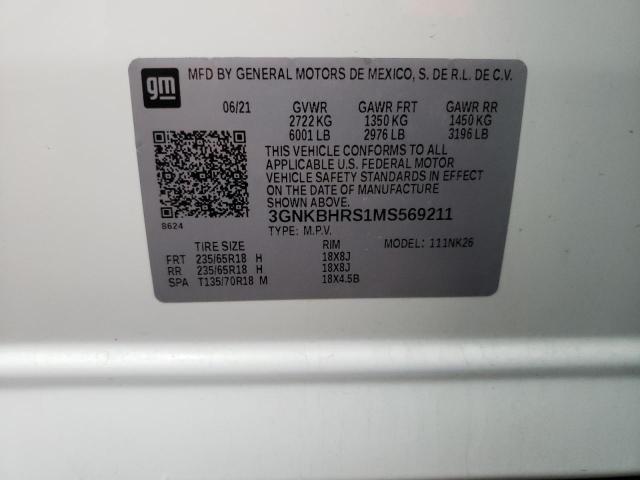 gm
MFD BY GENERAL MOTORS DE MEXICO, S. DE R.L. DE C.V.
06/21 GVWR GAWR FRT GAWR RR
2722 KG 1350 KG 1450 KG
6001 LB 2976 LB 3196 LB
THIS VEHICLE CONFORMS TO ALL
APPLICABLE U.S. FEDERAL MOTOR
VEHICLE SAFETY STANDARDS IN EFFECT
ON THE DATE OF MANUFACTURE
SHOWN ABOVE.
3GNKBHRS1MS569211
8624 TYPE: M.P.V.
TIRE SIZE RIM MODEL: 111NK26
FRT 235/65R18 H 18X8J
RR 235/65R18 H 18X8J
SPA T135/70R18 M 18X4.5B